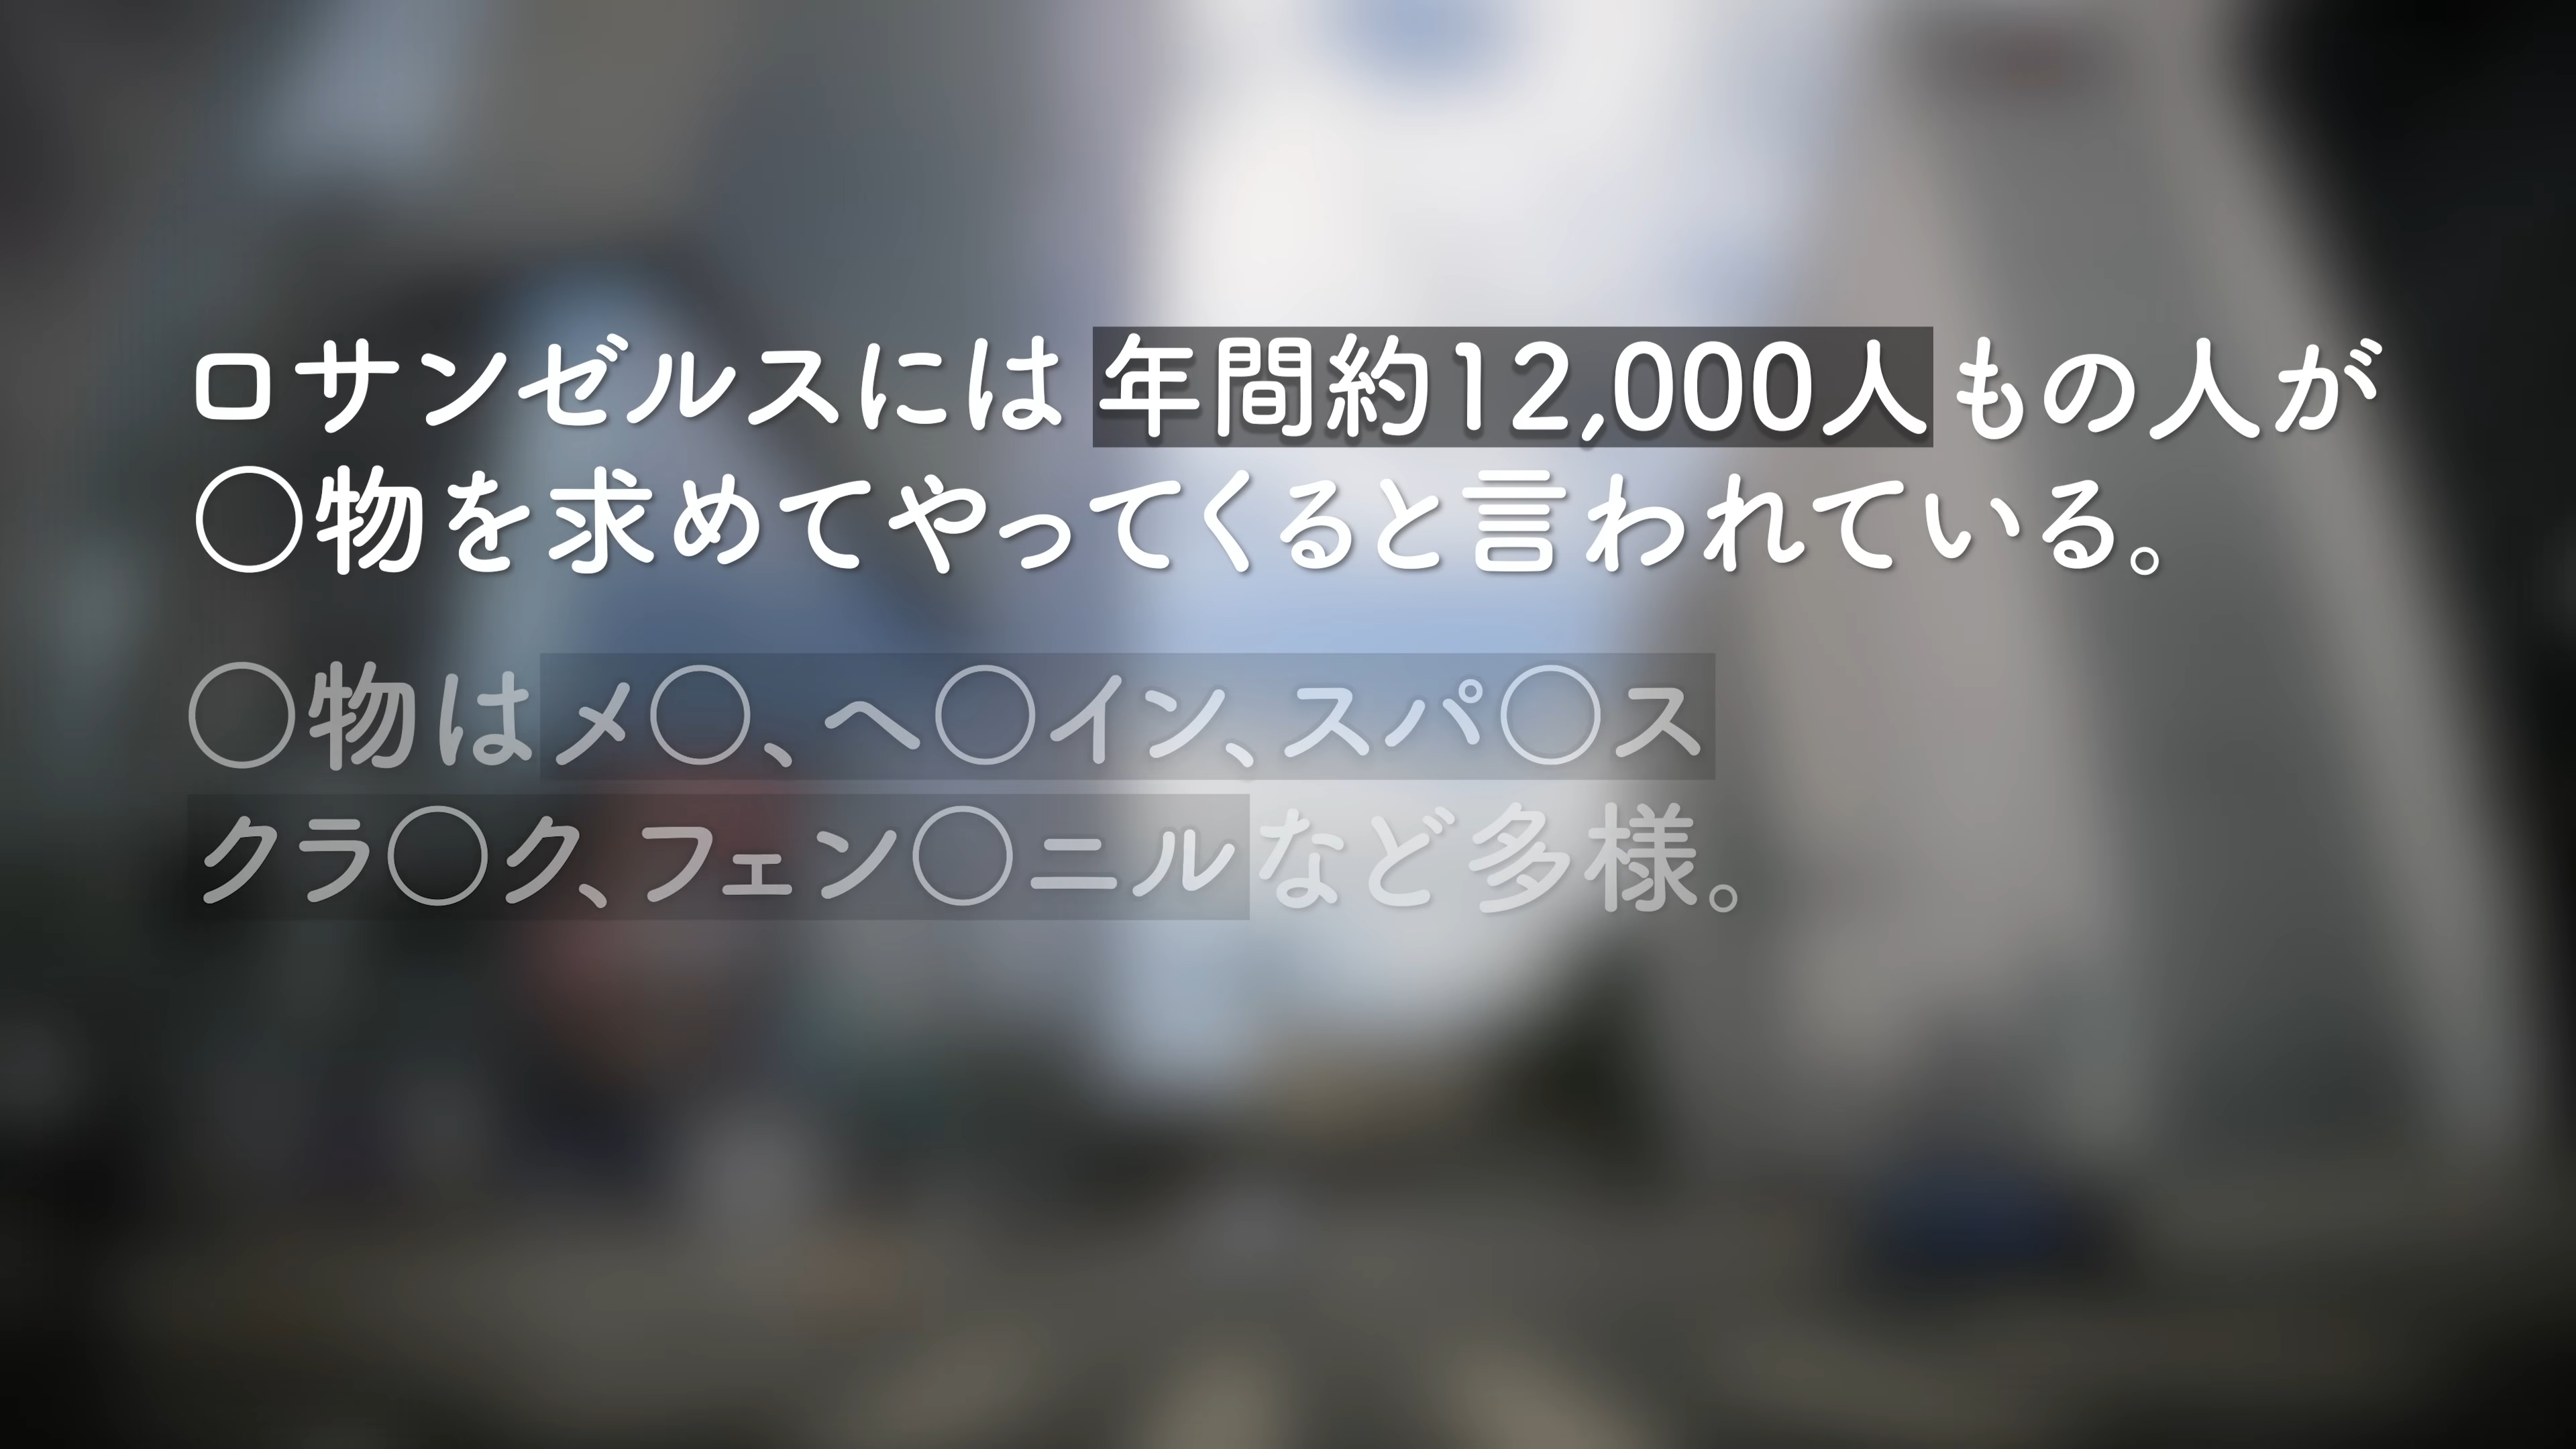 ロサンゼルスには年間約12,000人もの人が
◯物を求めてやってくると言われている。
◯物はメ◯、ヘ◯イン、スパ◯ス
クラ◯ク、フェン◯ニルなど多様。